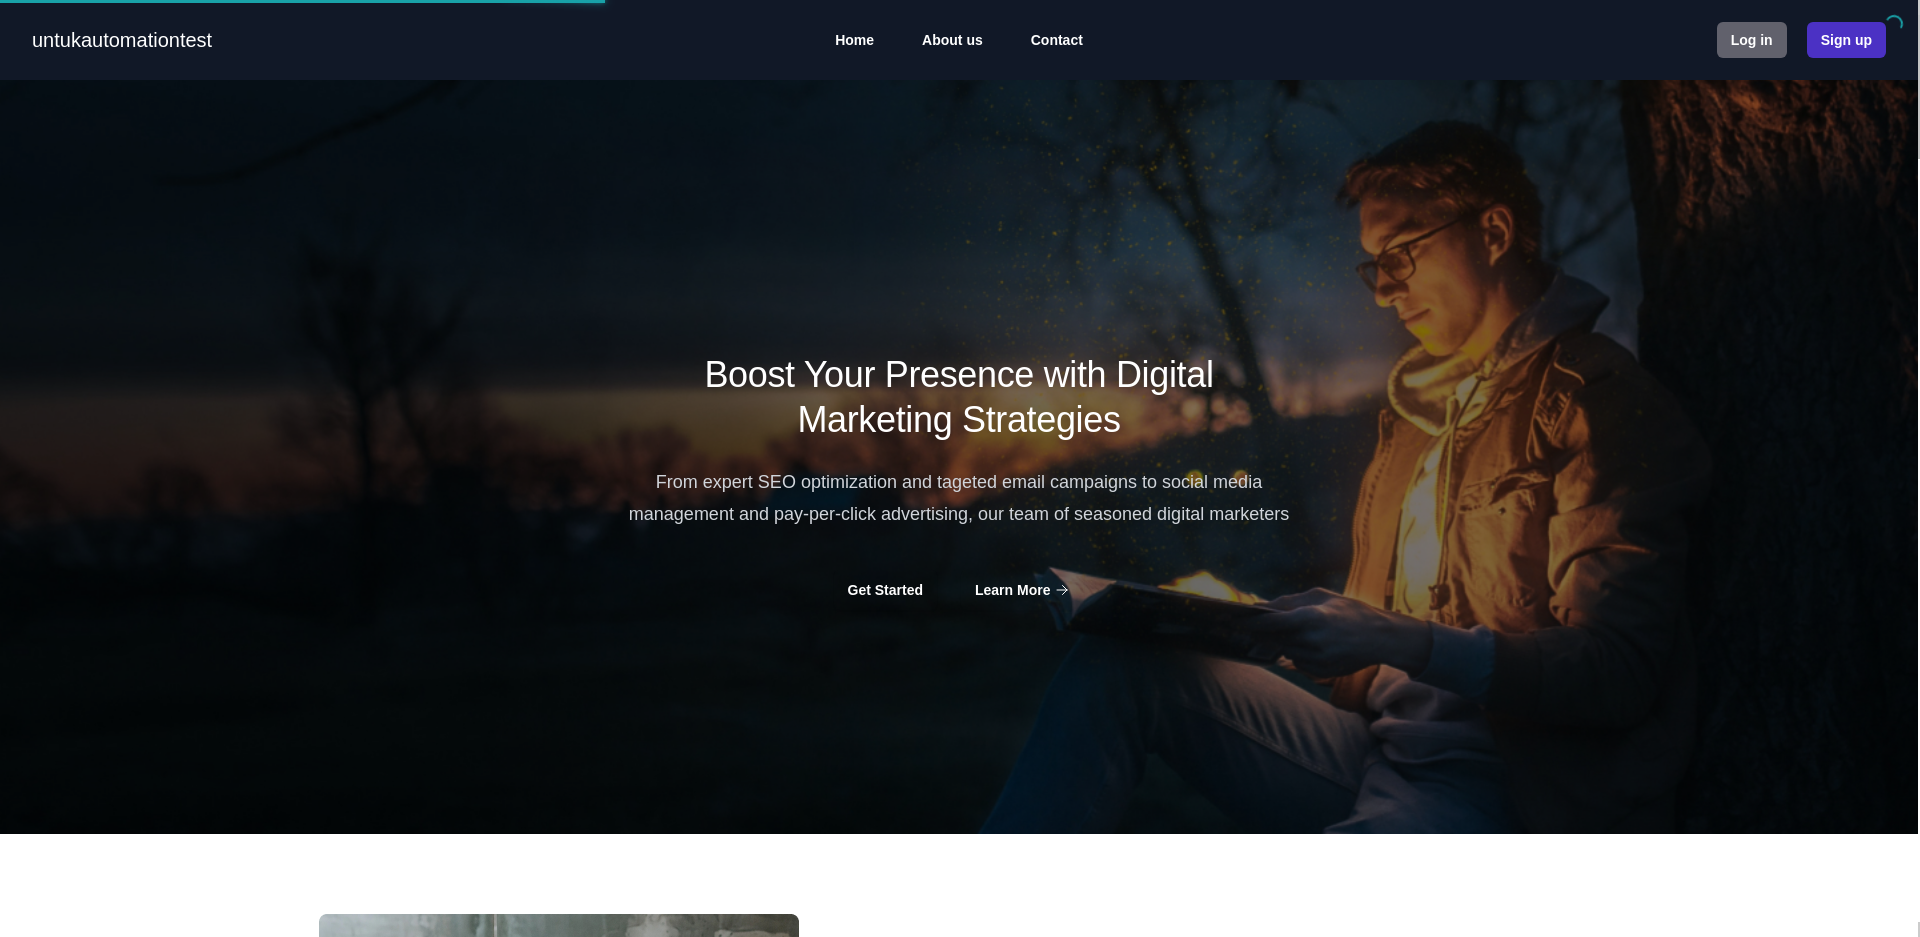 untukautomationtest
Home
About us
Contact
Log in
Sign up
Boost Your Presence with Digital
Marketing Strategies
From expert SEO optimization and tageted email campaigns to social media
management and pay-per-click advertising, our team of seasoned digital marketers
Get Started
Learn More